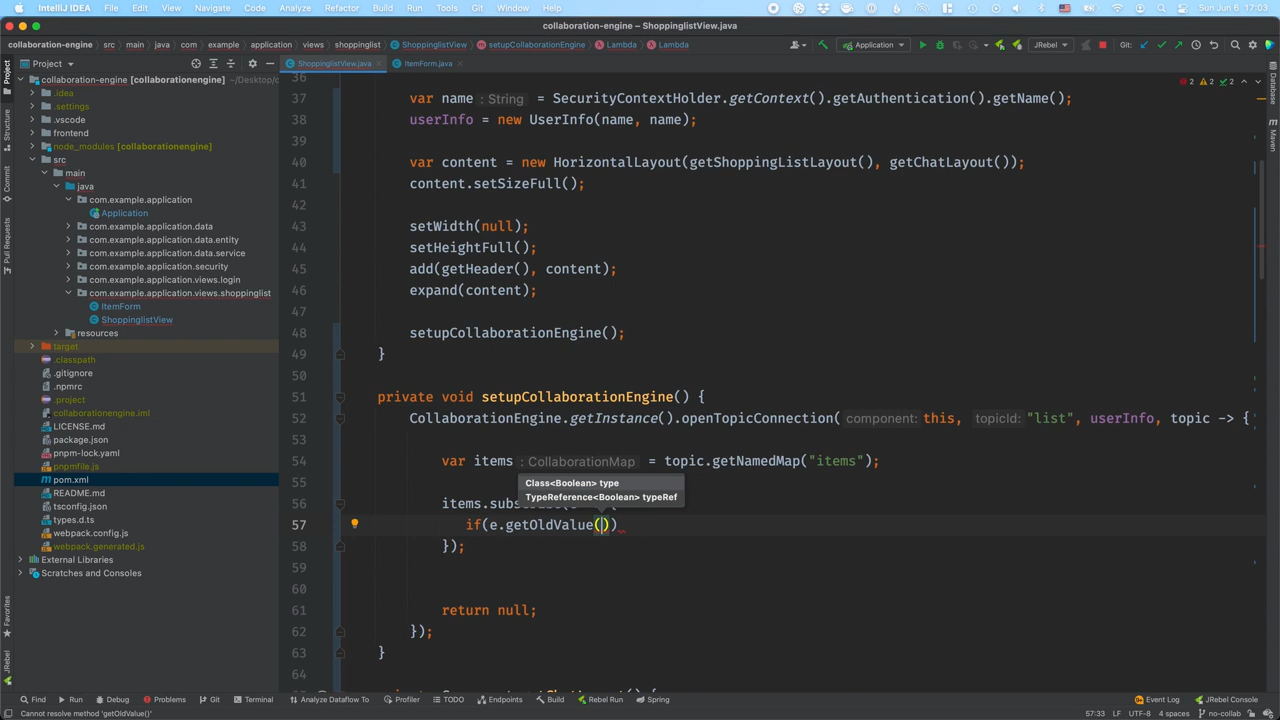 IntelliJ IDEA File Edit View Navigate Code Analyze Refactor Build Run Tools Git Window Help Sun Jun 6 17:03
collaboration-engine – ShoppinglistView.java
collaboration-engine src main java com example application views shoppinglist ShoppinglistView setupCollaborationEngine Lambda Lambda Application JRebel Git:
Project ShoppinglistView.java ItemForm.java
collaboration-engine [collaborationengine] ~/Desktop/c
.idea
.settings
.vscode
frontend
node_modules [collaborationengine]
src
main
java
com.example.application
Application
com.example.application.data
com.example.application.data.entity
com.example.application.data.service
com.example.application.security
com.example.application.views.login
com.example.application.views.shoppinglist
ItemForm
ShoppinglistView
resources
target
.classpath
.gitignore
.npmrc
.project
collaborationengine.iml
LICENSE.md
package.json
pnpm-lock.yaml
pnpmfile.js
pom.xml
README.md
tsconfig.json
types.d.ts
webpack.config.js
webpack.generated.js
External Libraries
Scratches and Consoles
Project
Structure
Commit
Pull Requests
Favorites
JRebel
2 2 2
36
37 var name : String = SecurityContextHolder.getContext().getAuthentication().getName();
38 userInfo = new UserInfo(name, name);
39
40 var content = new HorizontalLayout(getShoppingListLayout(), getChatLayout());
41 content.setSizeFull();
42
43 setWidth(null);
44 setHeightFull();
45 add(getHeader(), content);
46 expand(content);
47
48 setupCollaborationEngine();
49 }
50
51 private void setupCollaborationEngine() {
52 CollaborationEngine.getInstance().openTopicConnection( component: this, topicId: "list", userInfo, topic -> {
53
54 var items : CollaborationMap = topic.getNamedMap("items");
55
Class<Boolean> type
TypeReference<Boolean> typeRef
56 items.subs {
57 if(e.getOldValue())
58 });
59
60
61 return null;
62 });
63 }
64
Database
Maven
Find Run Debug Problems Git Terminal Analyze Dataflow To Profiler TODO Endpoints Build Rebel Run Spring Event Log JRebel Console
Cannot resolve method 'getOldValue()' 57:33 LF UTF-8 4 spaces no-collab